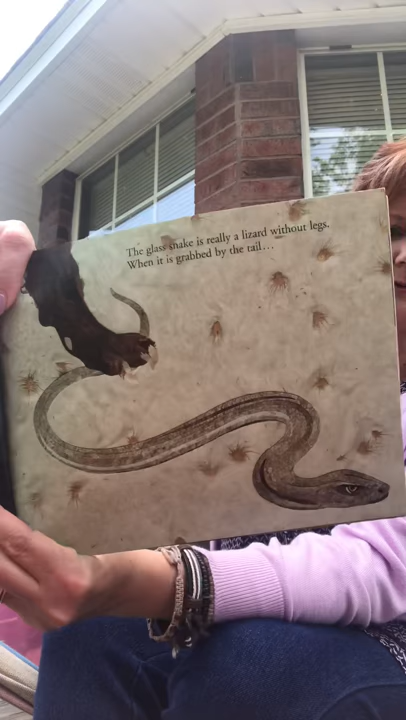 The glass snake is really a lizard without legs.
When it is grabbed by the tail...